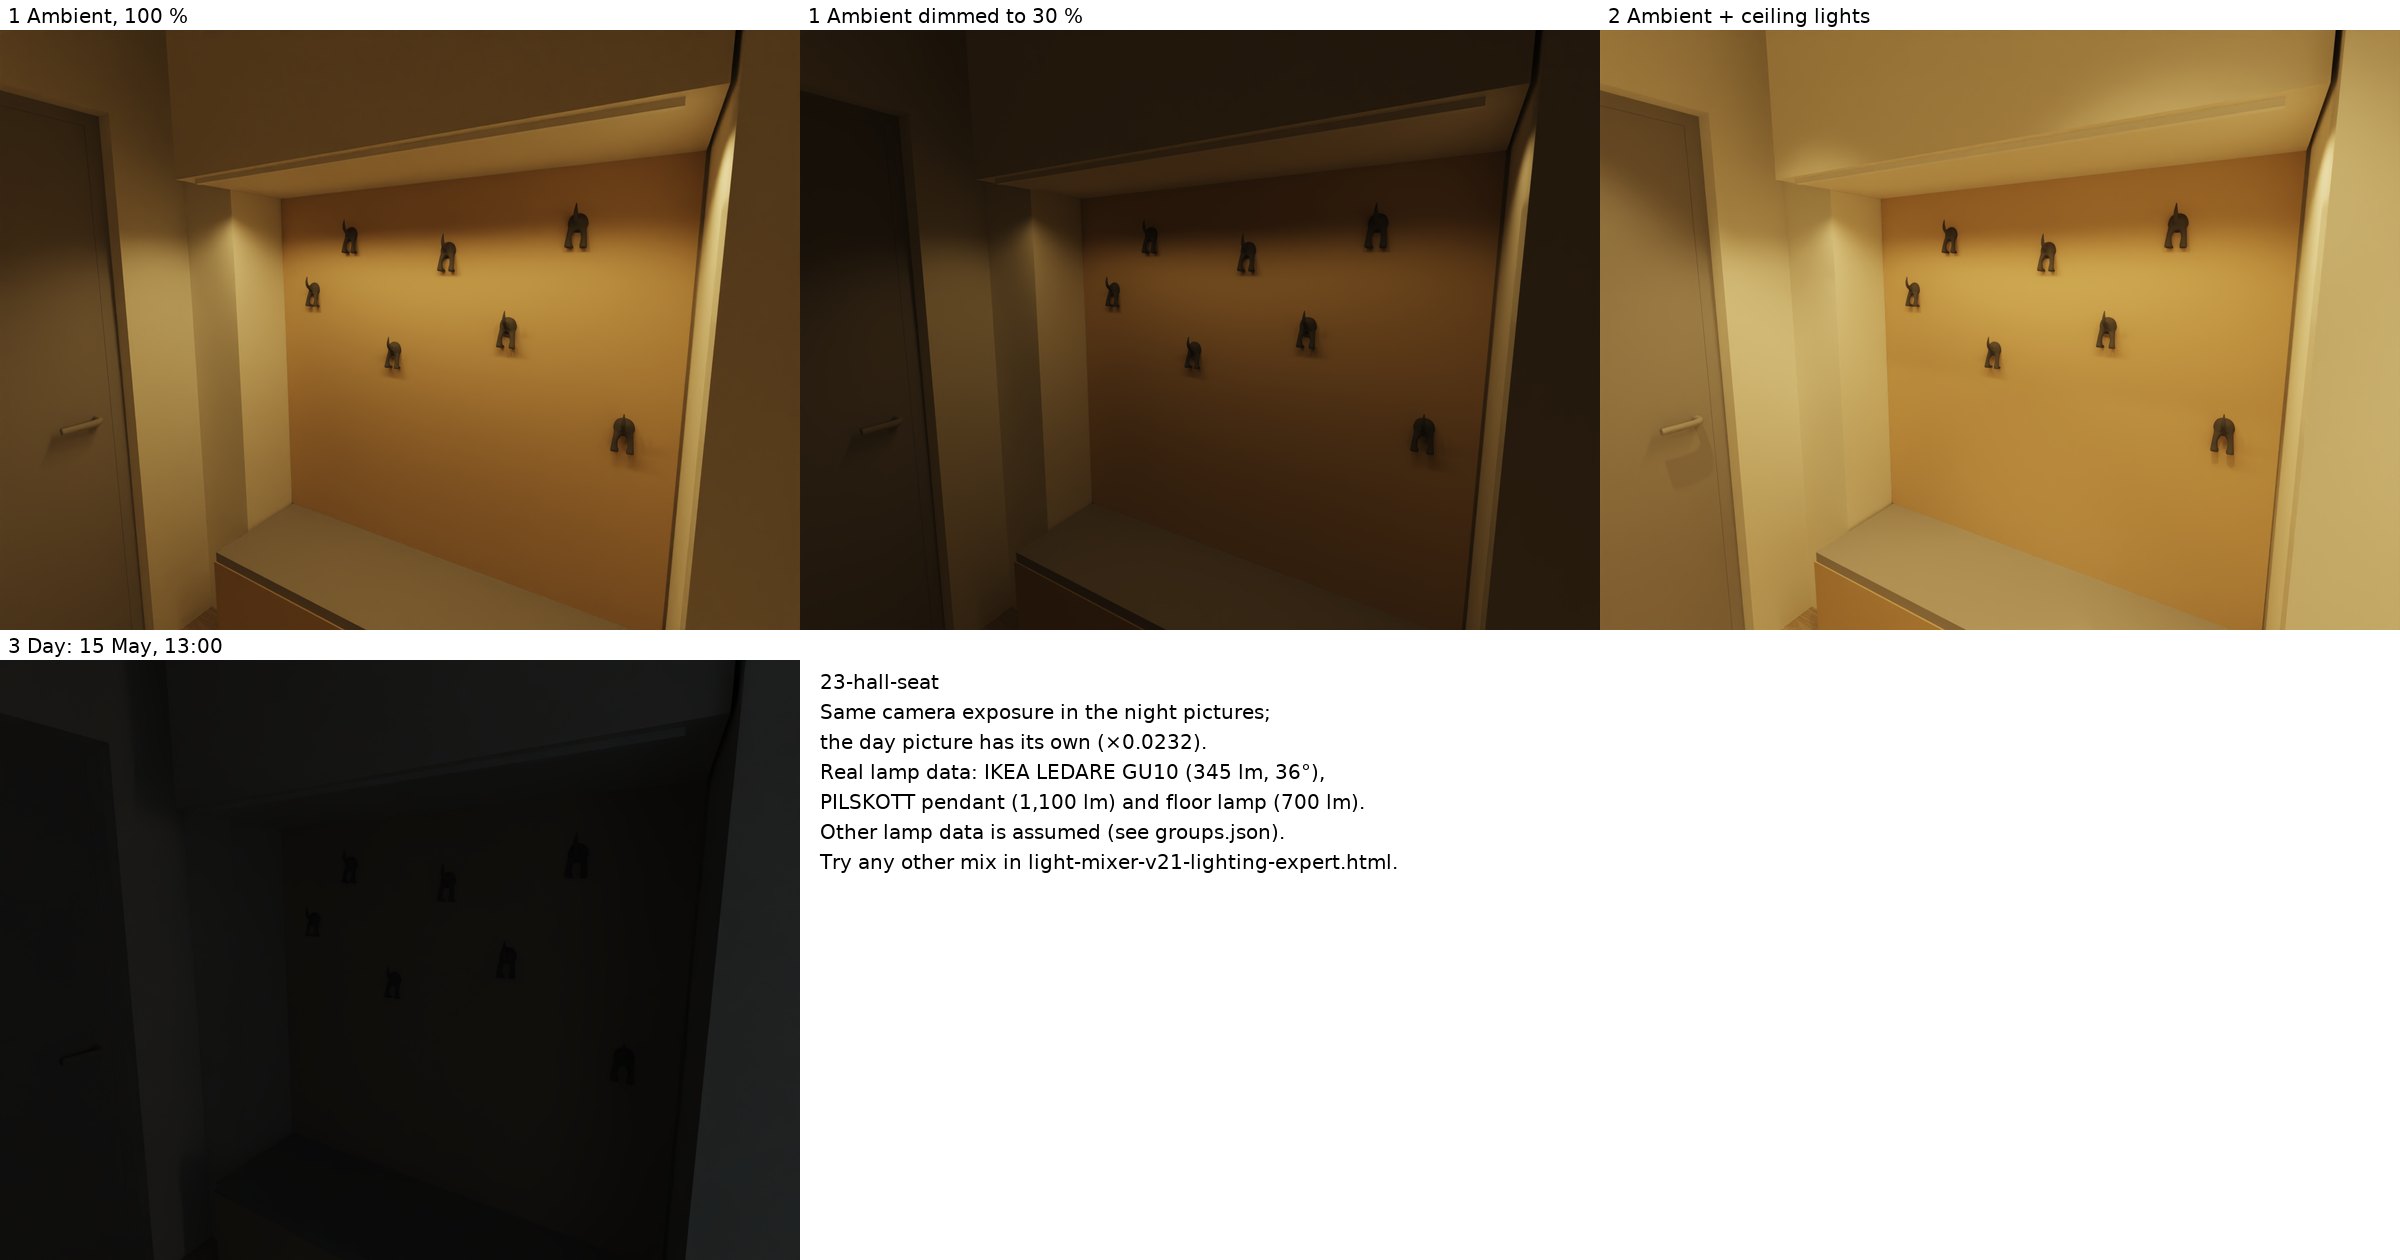 1 Ambient, 100 %
1 Ambient dimmed to 30 %
2 Ambient + ceiling lights
3 Day: 15 May, 13:00
23-hall-seat
Same camera exposure in the night pictures;
the day picture has its own (×0.0232).
Real lamp data: IKEA LEDARE GU10 (345 lm, 36°),
PILSKOTT pendant (1,100 lm) and floor lamp (700 lm).
Other lamp data is assumed (see groups.json).
Try any other mix in light-mixer-v21-lighting-expert.html.